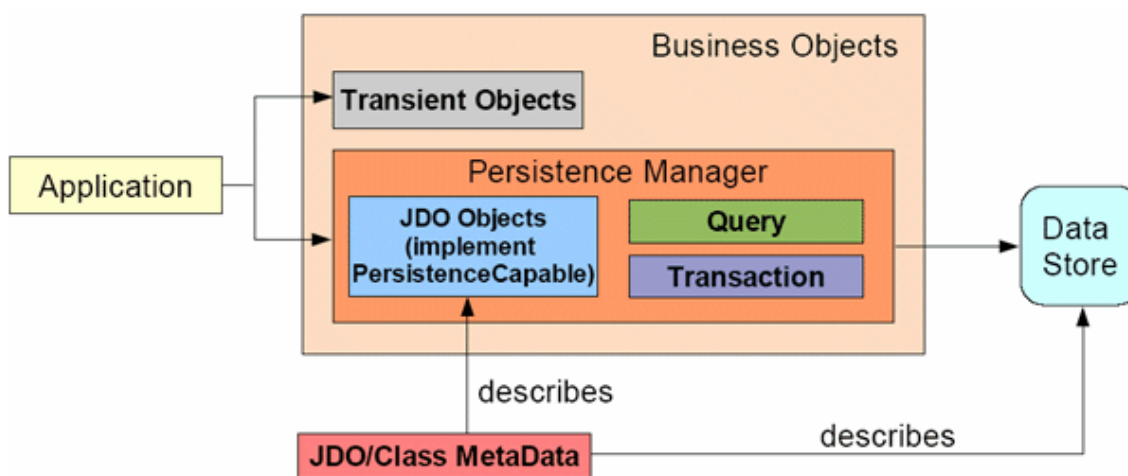 Business Objects
Transient Objects
Application
Persistence Manager
JDO Objects
(implement
PersistenceCapable)
Query
Transaction
Data
Store
describes
describes
JDO/Class MetaData